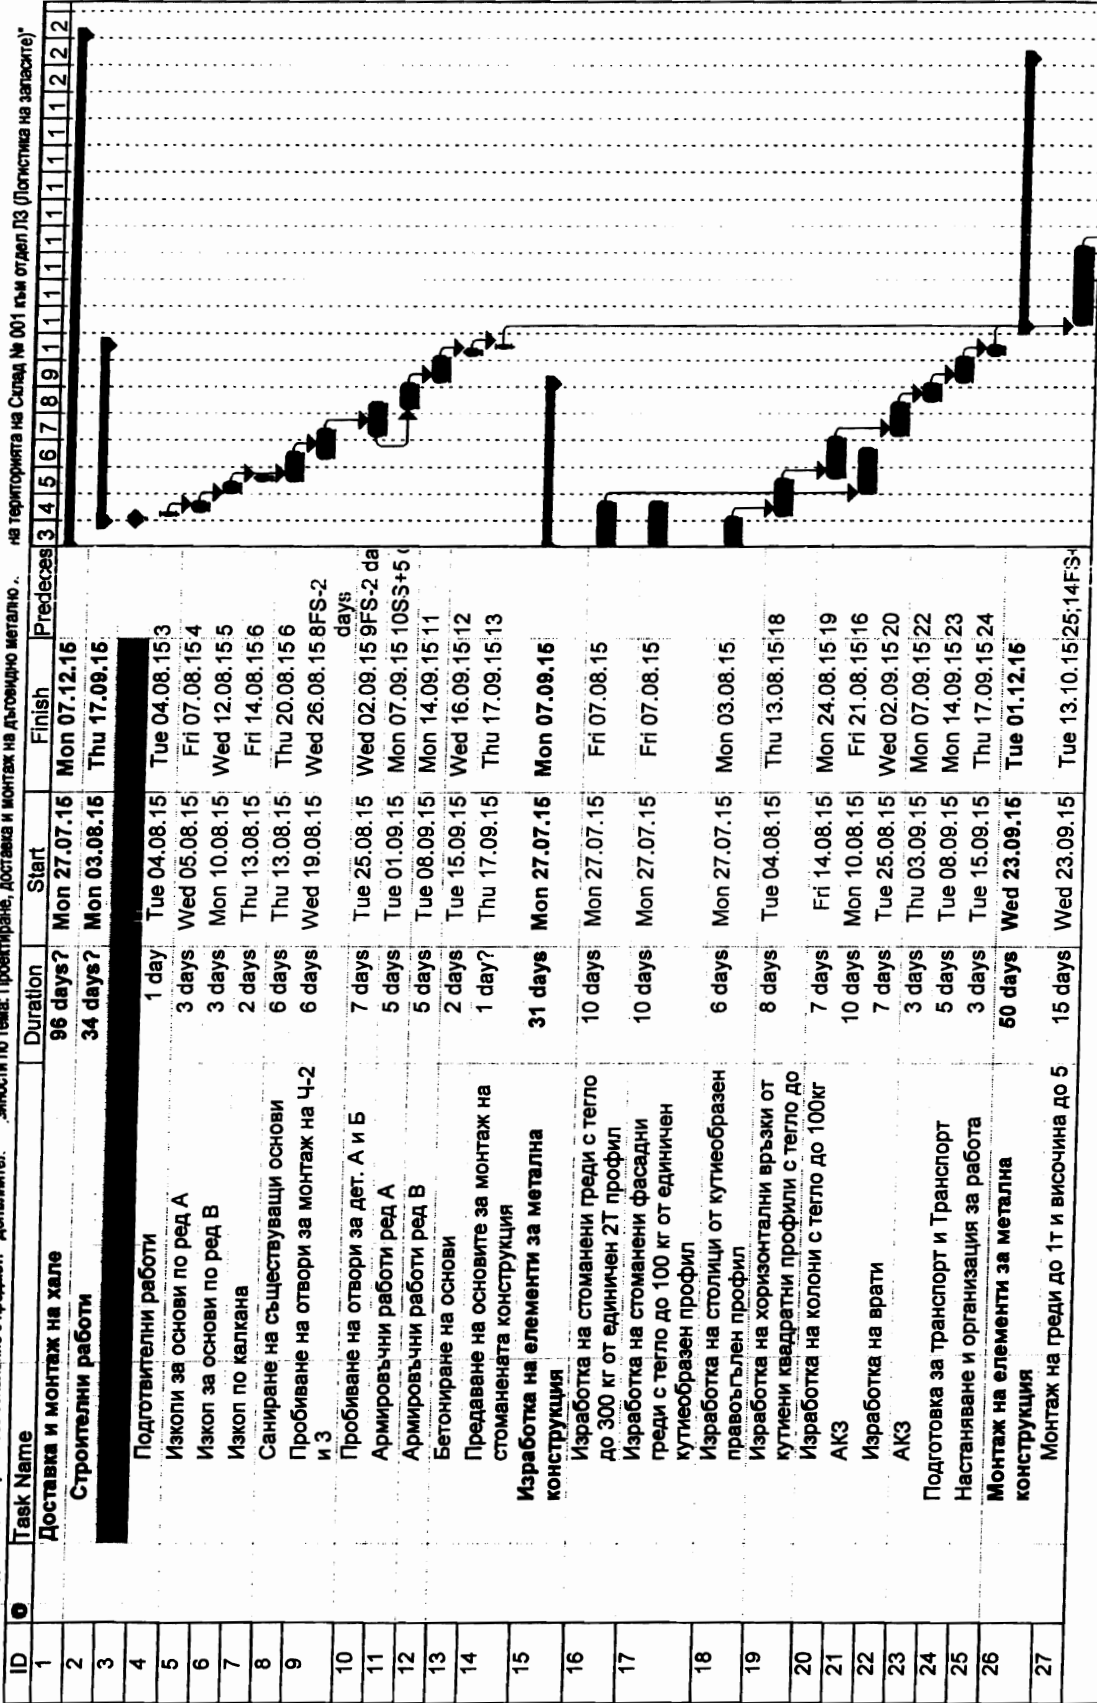 на територията на Склад № 001 към отдел ЛЗ (Логистика на запасите)"
по тема: Проектиране, доставка и монтаж на дъговидно метално
ID Task Name Duration Start Finish Predeces 3 4 5 6 7 8 9 1 1 1 1 1 1 1 1 1 1 2 2 2
1 Доставка и монтаж на хале 96 days? Mon 27.07.15 Mon 07.12.15
2 Строителни работи 34 days? Mon 03.08.15 Thu 17.09.15
3
4 Подготвителни работи 1 day Tue 04.08.15 Tue 04.08.15 3
5 Изкопи за основи по ред А 3 days Wed 05.08.15 Fri 07.08.15 4
6 Изкоп за основи по ред В 3 days Mon 10.08.15 Wed 12.08.15 5
7 Изкоп по калкана 2 days Thu 13.08.15 Fri 14.08.15 6
8 Саниране на съществуващи основи 6 days Thu 13.08.15 Thu 20.08.15 6
9 Пробиване на отвори за монтаж на Ч-2 6 days Wed 19.08.15 Wed 26.08.15 8FS-2
и 3 days
10 Пробиване на отвори за дет. А и Б 7 days Tue 25.08.15 Wed 02.09.15 9FS-2 da
11 Армировъчни работи ред А 5 days Tue 01.09.15 Mon 07.09.15 10SS+5
12 Армировъчни работи ред В 5 days Tue 08.09.15 Mon 14.09.15 11
13 Бетониране на основи 2 days Tue 15.09.15 Wed 16.09.15 12
14 Предаване на основите за монтаж на 1 day? Thu 17.09.15 Thu 17.09.15 13
стоманената конструкция
15 Изработка на елементи за метална 31 days Mon 27.07.15 Mon 07.09.15
конструкция
16 Изработка на стоманени греди с тегло 10 days Mon 27.07.15 Fri 07.08.15
до 300 кг от единичен 2Т профил
17 Изработка на стоманени фасадни 10 days Mon 27.07.15 Fri 07.08.15
греди с тегло до 100 кг от единичен
кутиеобразен профил
18 Изработка на столици от кутиеобразен 6 days Mon 27.07.15 Mon 03.08.15
правоъгълен профил
19 Изработка на хоризонтални връзки от 8 days Tue 04.08.15 Thu 13.08.15 18
кутиени квадратни профили с тегло до
20 Изработка на колони с тегло до 100кг 7 days Fri 14.08.15 Mon 24.08.15 19
21 АКЗ 10 days Mon 10.08.15 Fri 21.08.15 16
22 Изработка на врати 7 days Tue 25.08.15 Wed 02.09.15 20
23 АКЗ 3 days Thu 03.09.15 Mon 07.09.15 22
24 Подготовка за транспорт и Транспорт 5 days Tue 08.09.15 Mon 14.09.15 23
25 Настаняване и организация за работа 3 days Tue 15.09.15 Thu 17.09.15 24
26 Монтаж на елементи за метална 50 days Wed 23.09.15 Tue 01.12.15
конструкция
27 Монтаж на греди до 1т и височина до 5 15 days Wed 23.09.15 Tue 13.10.15 25;14FS+